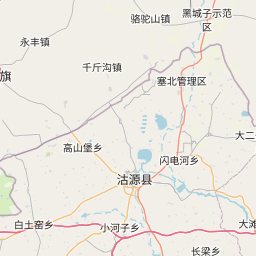 黑城子示范
区
骆驼山镇
永丰镇
千斤沟镇
旗
塞北管理区
大二
高山堡乡
闪电河乡
沽源县
白土窑乡
小河子乡
大滩
长梁乡